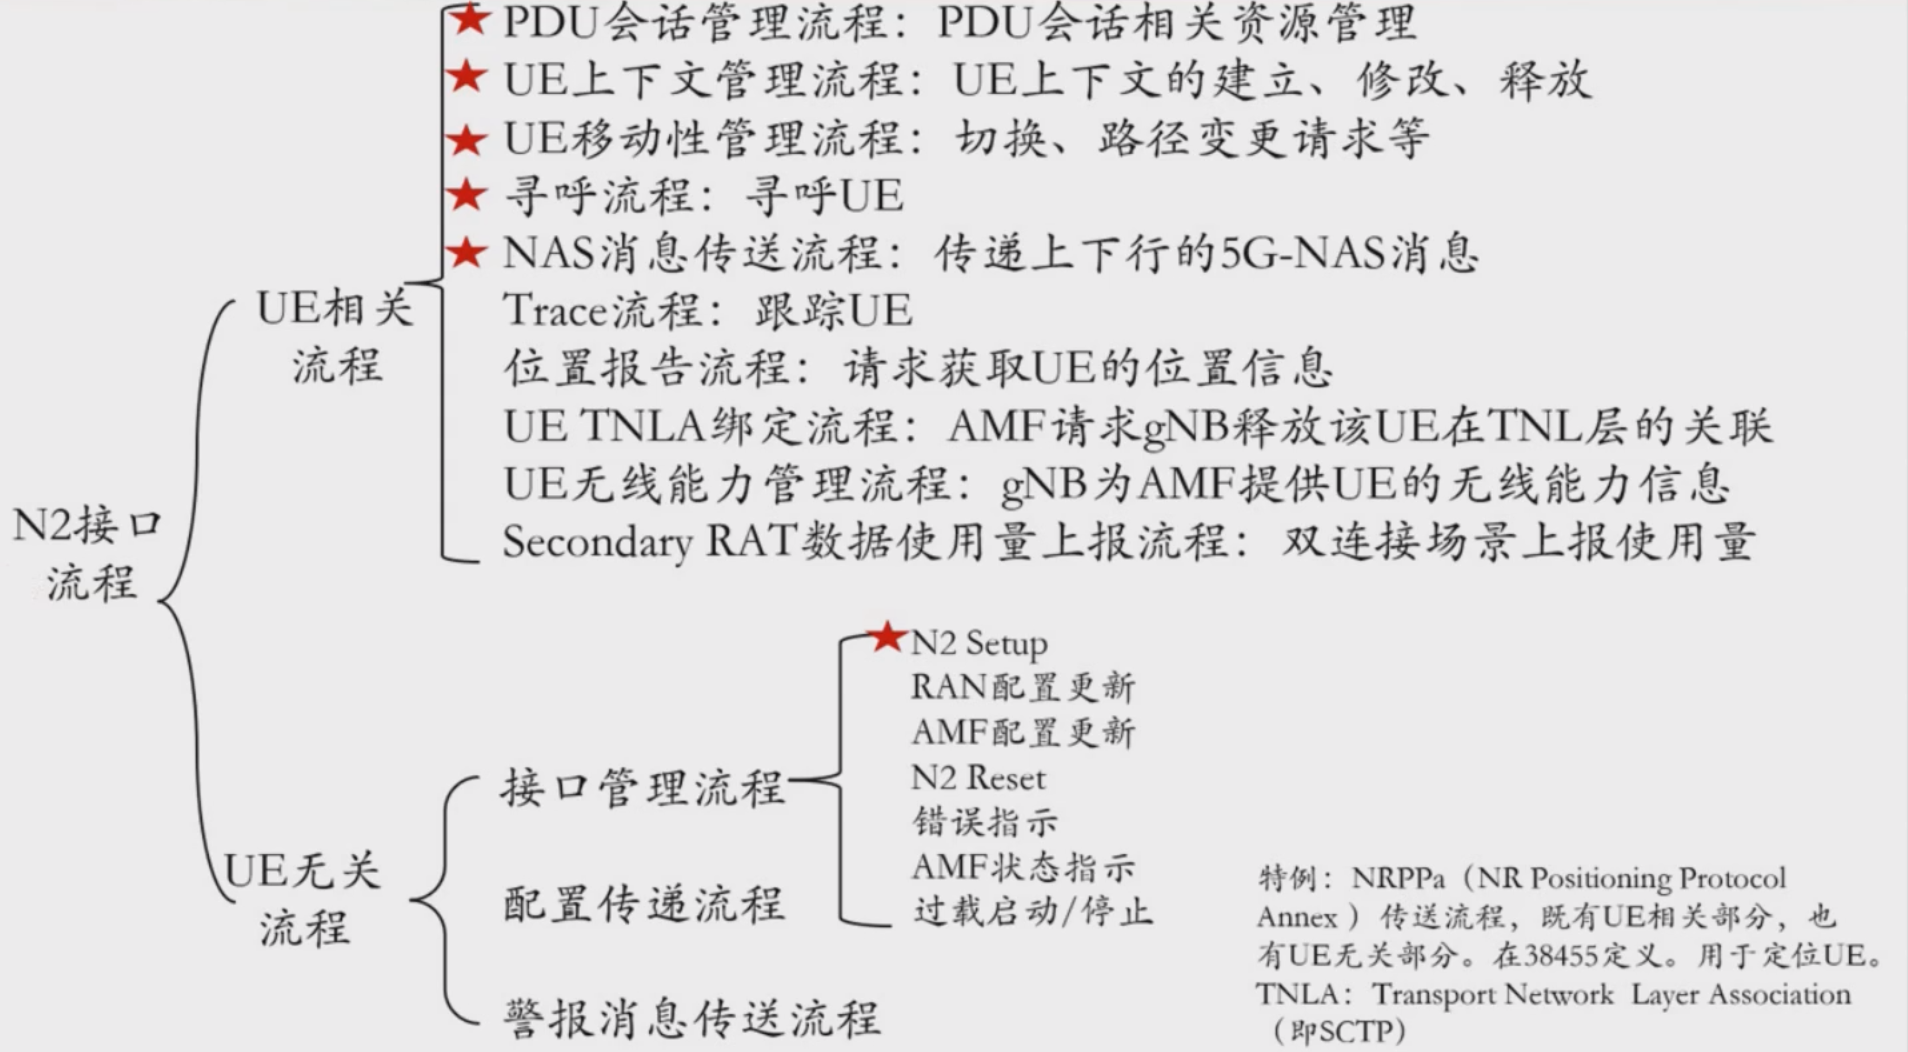 PDU会话管理流程：PDU会话相关资源管理
UE上下文管理流程：UE上下文的建立、修改、释放
UE移动性管理流程：切换、路径变更请求等
寻呼流程：寻呼UE
NAS消息传送流程：传递上下行的5G-NAS消息
Trace流程：跟踪UE
位置报告流程：请求获取UE的位置信息
UE TNLA绑定流程：AMF请求gNB释放该UE在TNL层的关联
UE无线能力管理流程：gNB为AMF提供UE的无线能力信息
Secondary RAT数据使用量上报流程：双连接场景上报使用量
UE相关
流程
N2接口
流程
N2 Setup
RAN配置更新
AMF配置更新
N2 Reset
错误指示
AMF状态指示
过载启动/停止
接口管理流程
UE无关
流程
配置传递流程
警报消息传送流程
特例：NRPPa（NR Positioning Protocol
Annex ）传送流程，既有UE相关部分，也
有UE无关部分。在38455定义。用于定位UE。
TNLA：Transport Network Layer Association
（即SCTP）